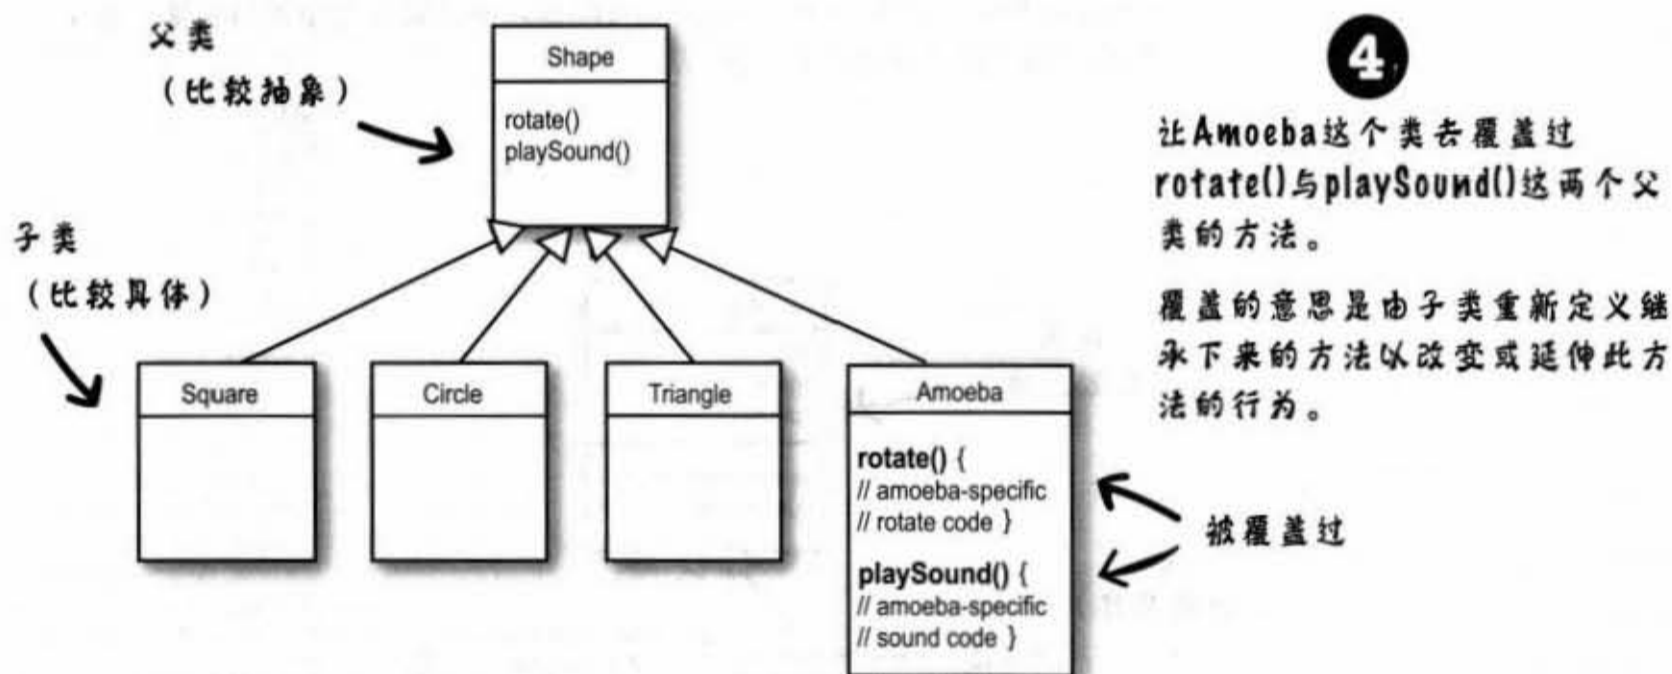 父类
（比较抽象）
Shape
rotate()
playSound()
子类
（比较具体）
Square
Circle
Triangle
Amoeba
rotate() {
// amoeba-specific
// rotate code }
playSound() {
// amoeba-specific
// sound code }
被覆盖过
4
让Amoeba这个类去覆盖过
rotate()与playSound()这两个父
类的方法。
覆盖的意思是由子类重新定义继
承下来的方法以改变或延伸此方
法的行为。